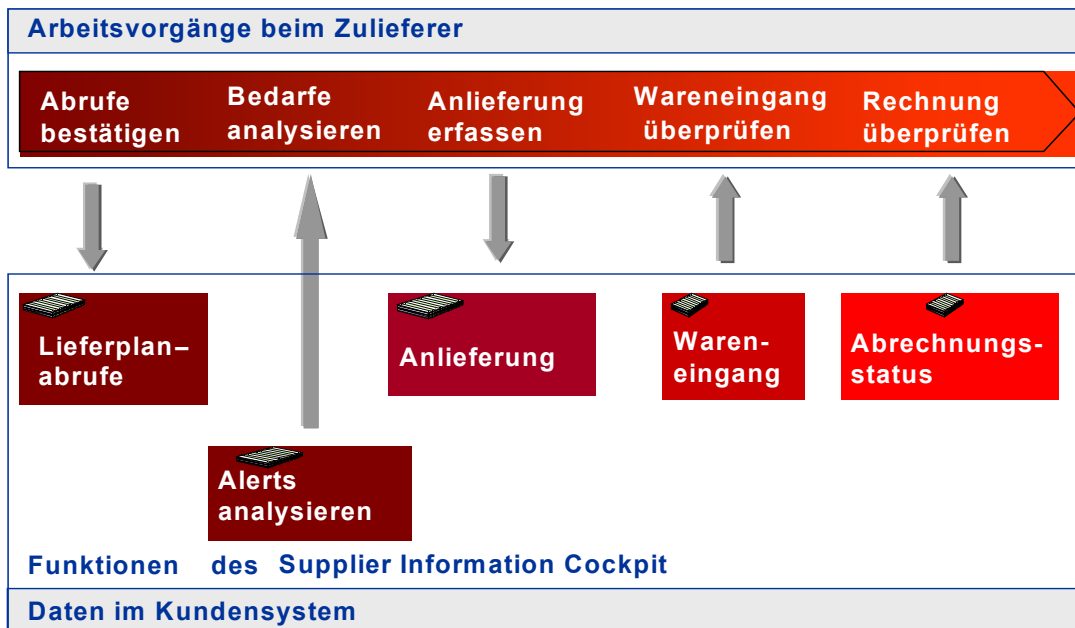 Arbeitsvorgänge beim Zulieferer
Abrufe
bestätigen
Bedarfe
analysieren
Anlieferung
erfassen
Wareneingang
überprüfen
Rechnung
überprüfen
Lieferplan–
abrufe
Anlieferung
Waren-
eingang
Abrechnungs-
status
Alerts
analysieren
Funktionen des Supplier Information Cockpit
Daten im Kundensystem